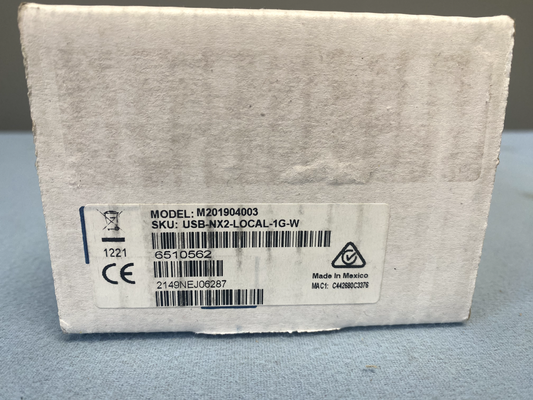 MODEL: M201904003
SKU: USB-NX2-LOCAL-1G-W
1221
6510562
CE
2149NEJ06287
Made In Mexico
MAC1: C442680C3376